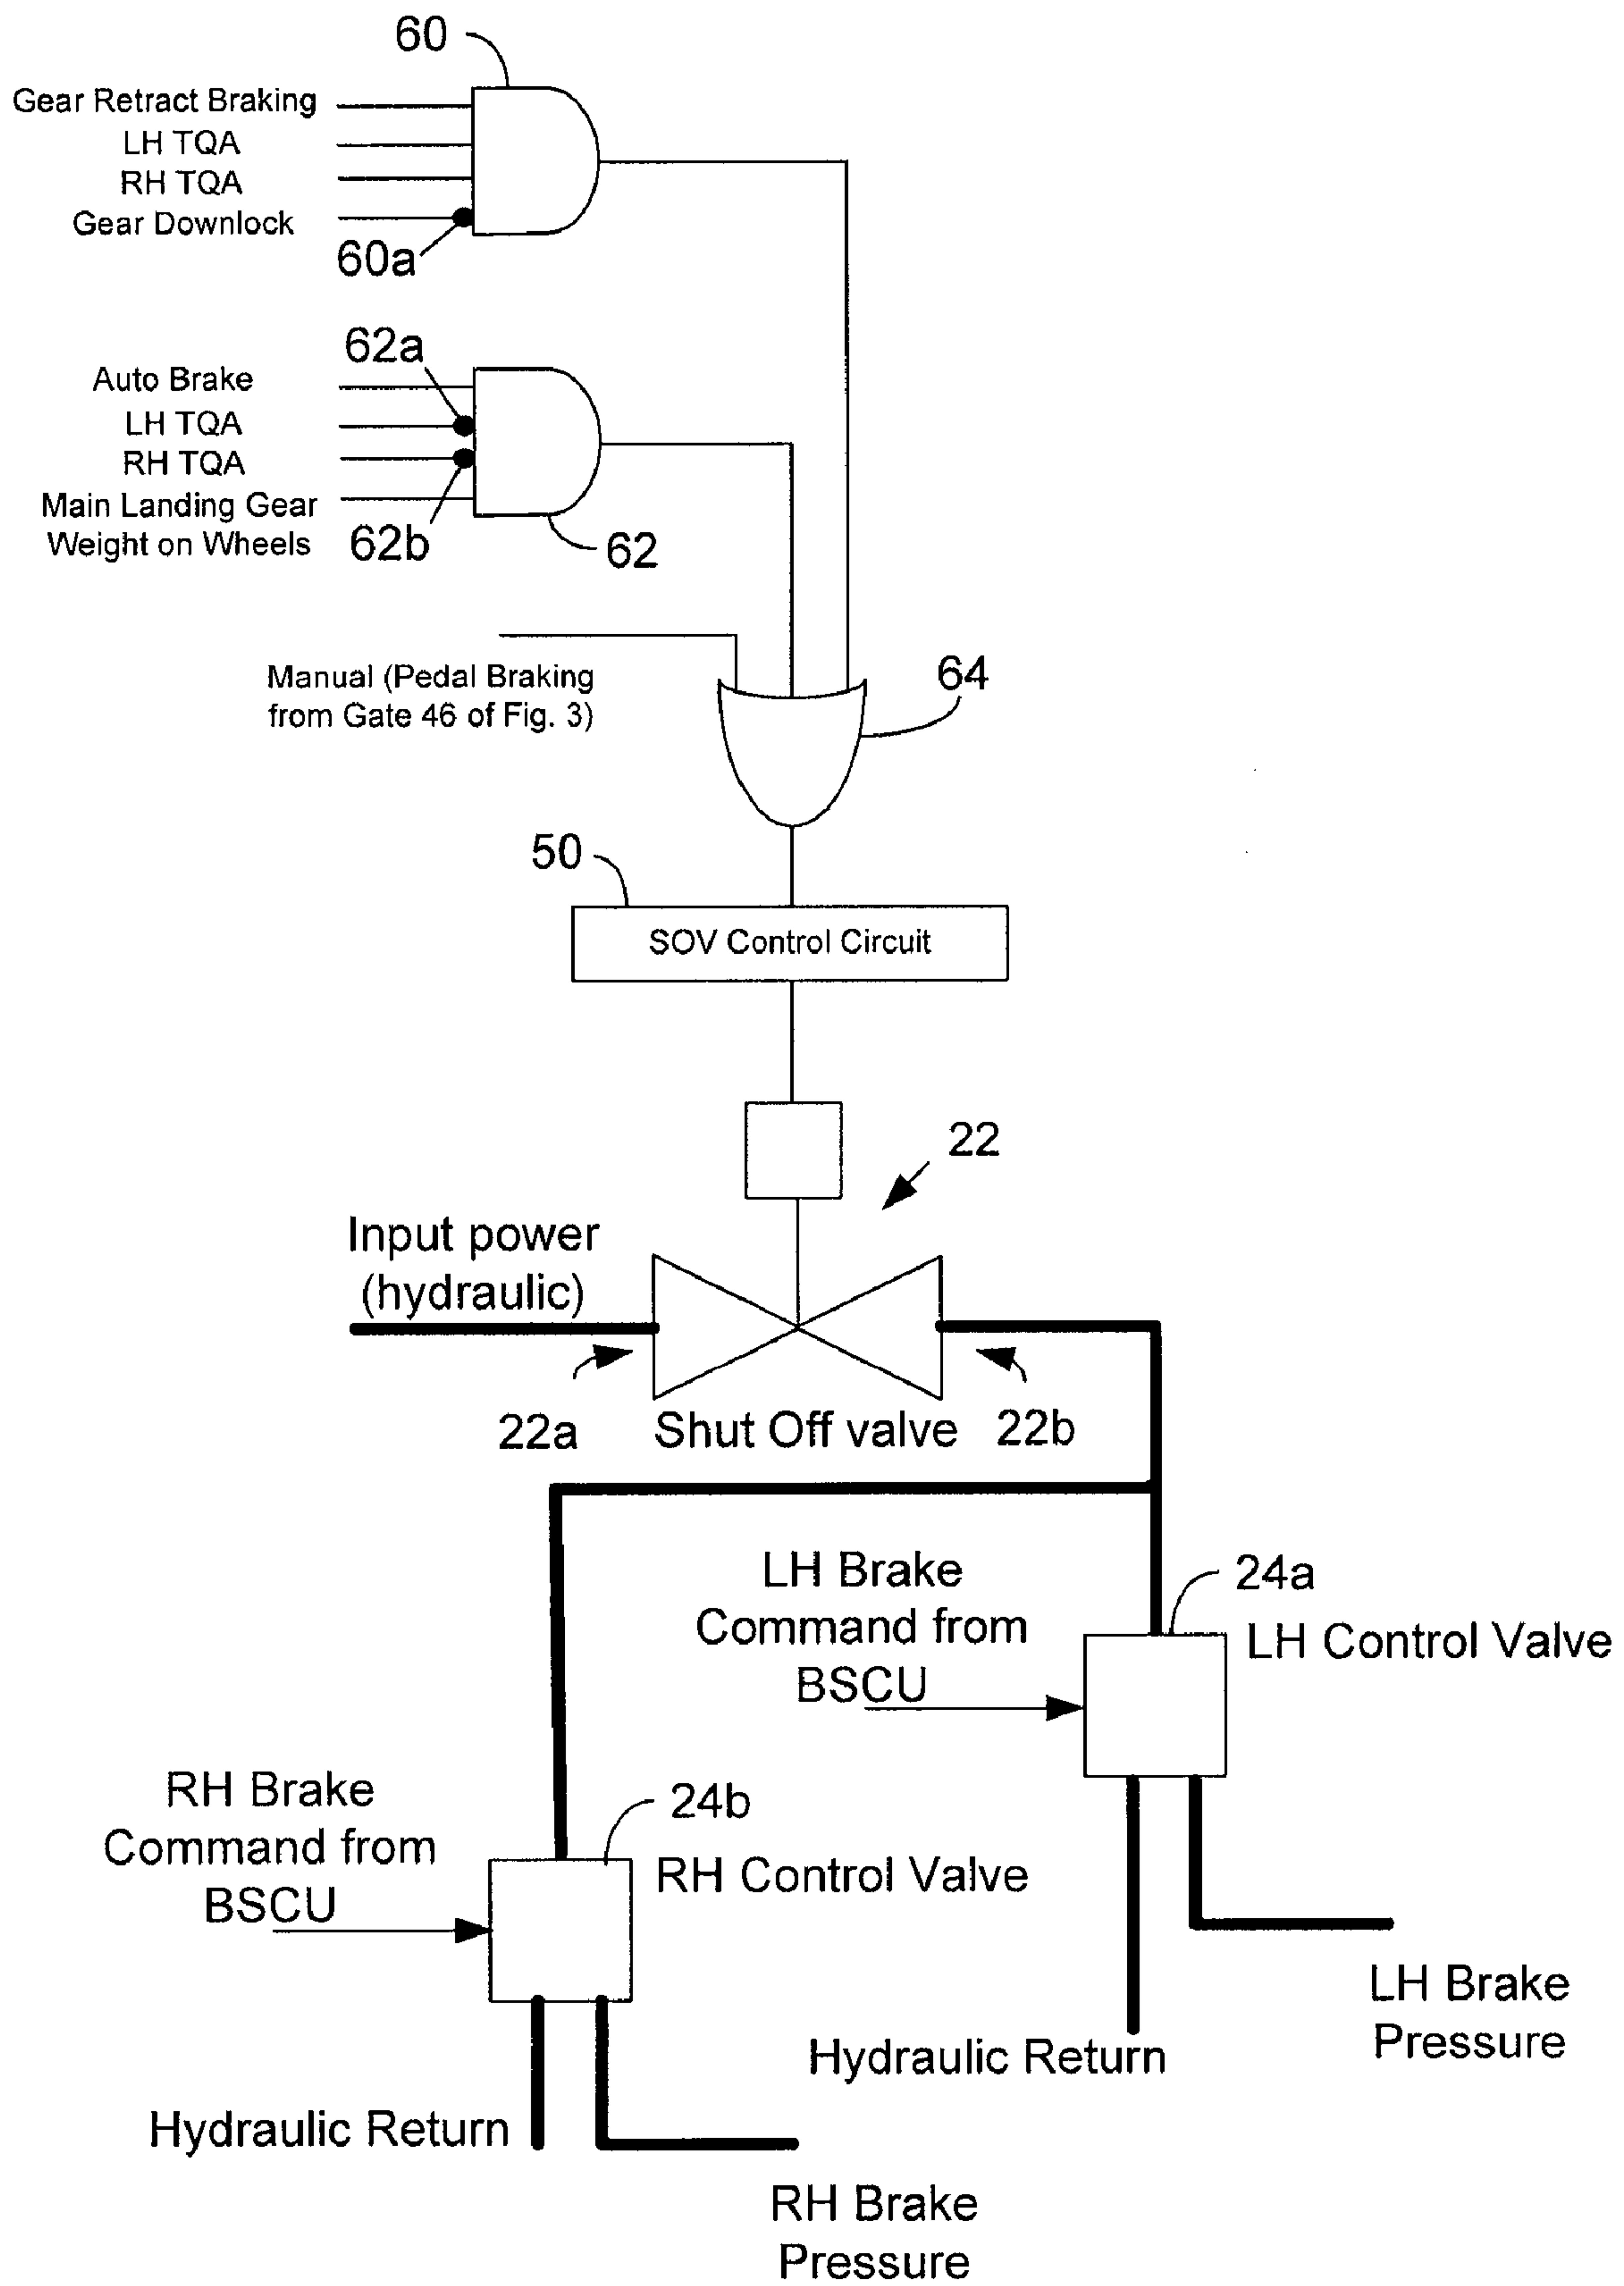 60
Gear Retract Braking
LH TQA
RH TQA
Gear Downlock
60a
62a
Auto Brake
LH TQA
RH TQA
Main Landing Gear
Weight on Wheels
62b
62
Manual (Pedal Braking
from Gate 46 of Fig. 3)
64
50
SOV Control Circuit
22
Input power
(hydraulic)
22a
Shut Off valve
22b
LH Brake
Command from
BSCU
24a
LH Control Valve
RH Brake
Command from
BSCU
24b
RH Control Valve
LH Brake
Pressure
Hydraulic Return
Hydraulic Return
RH Brake
Pressure